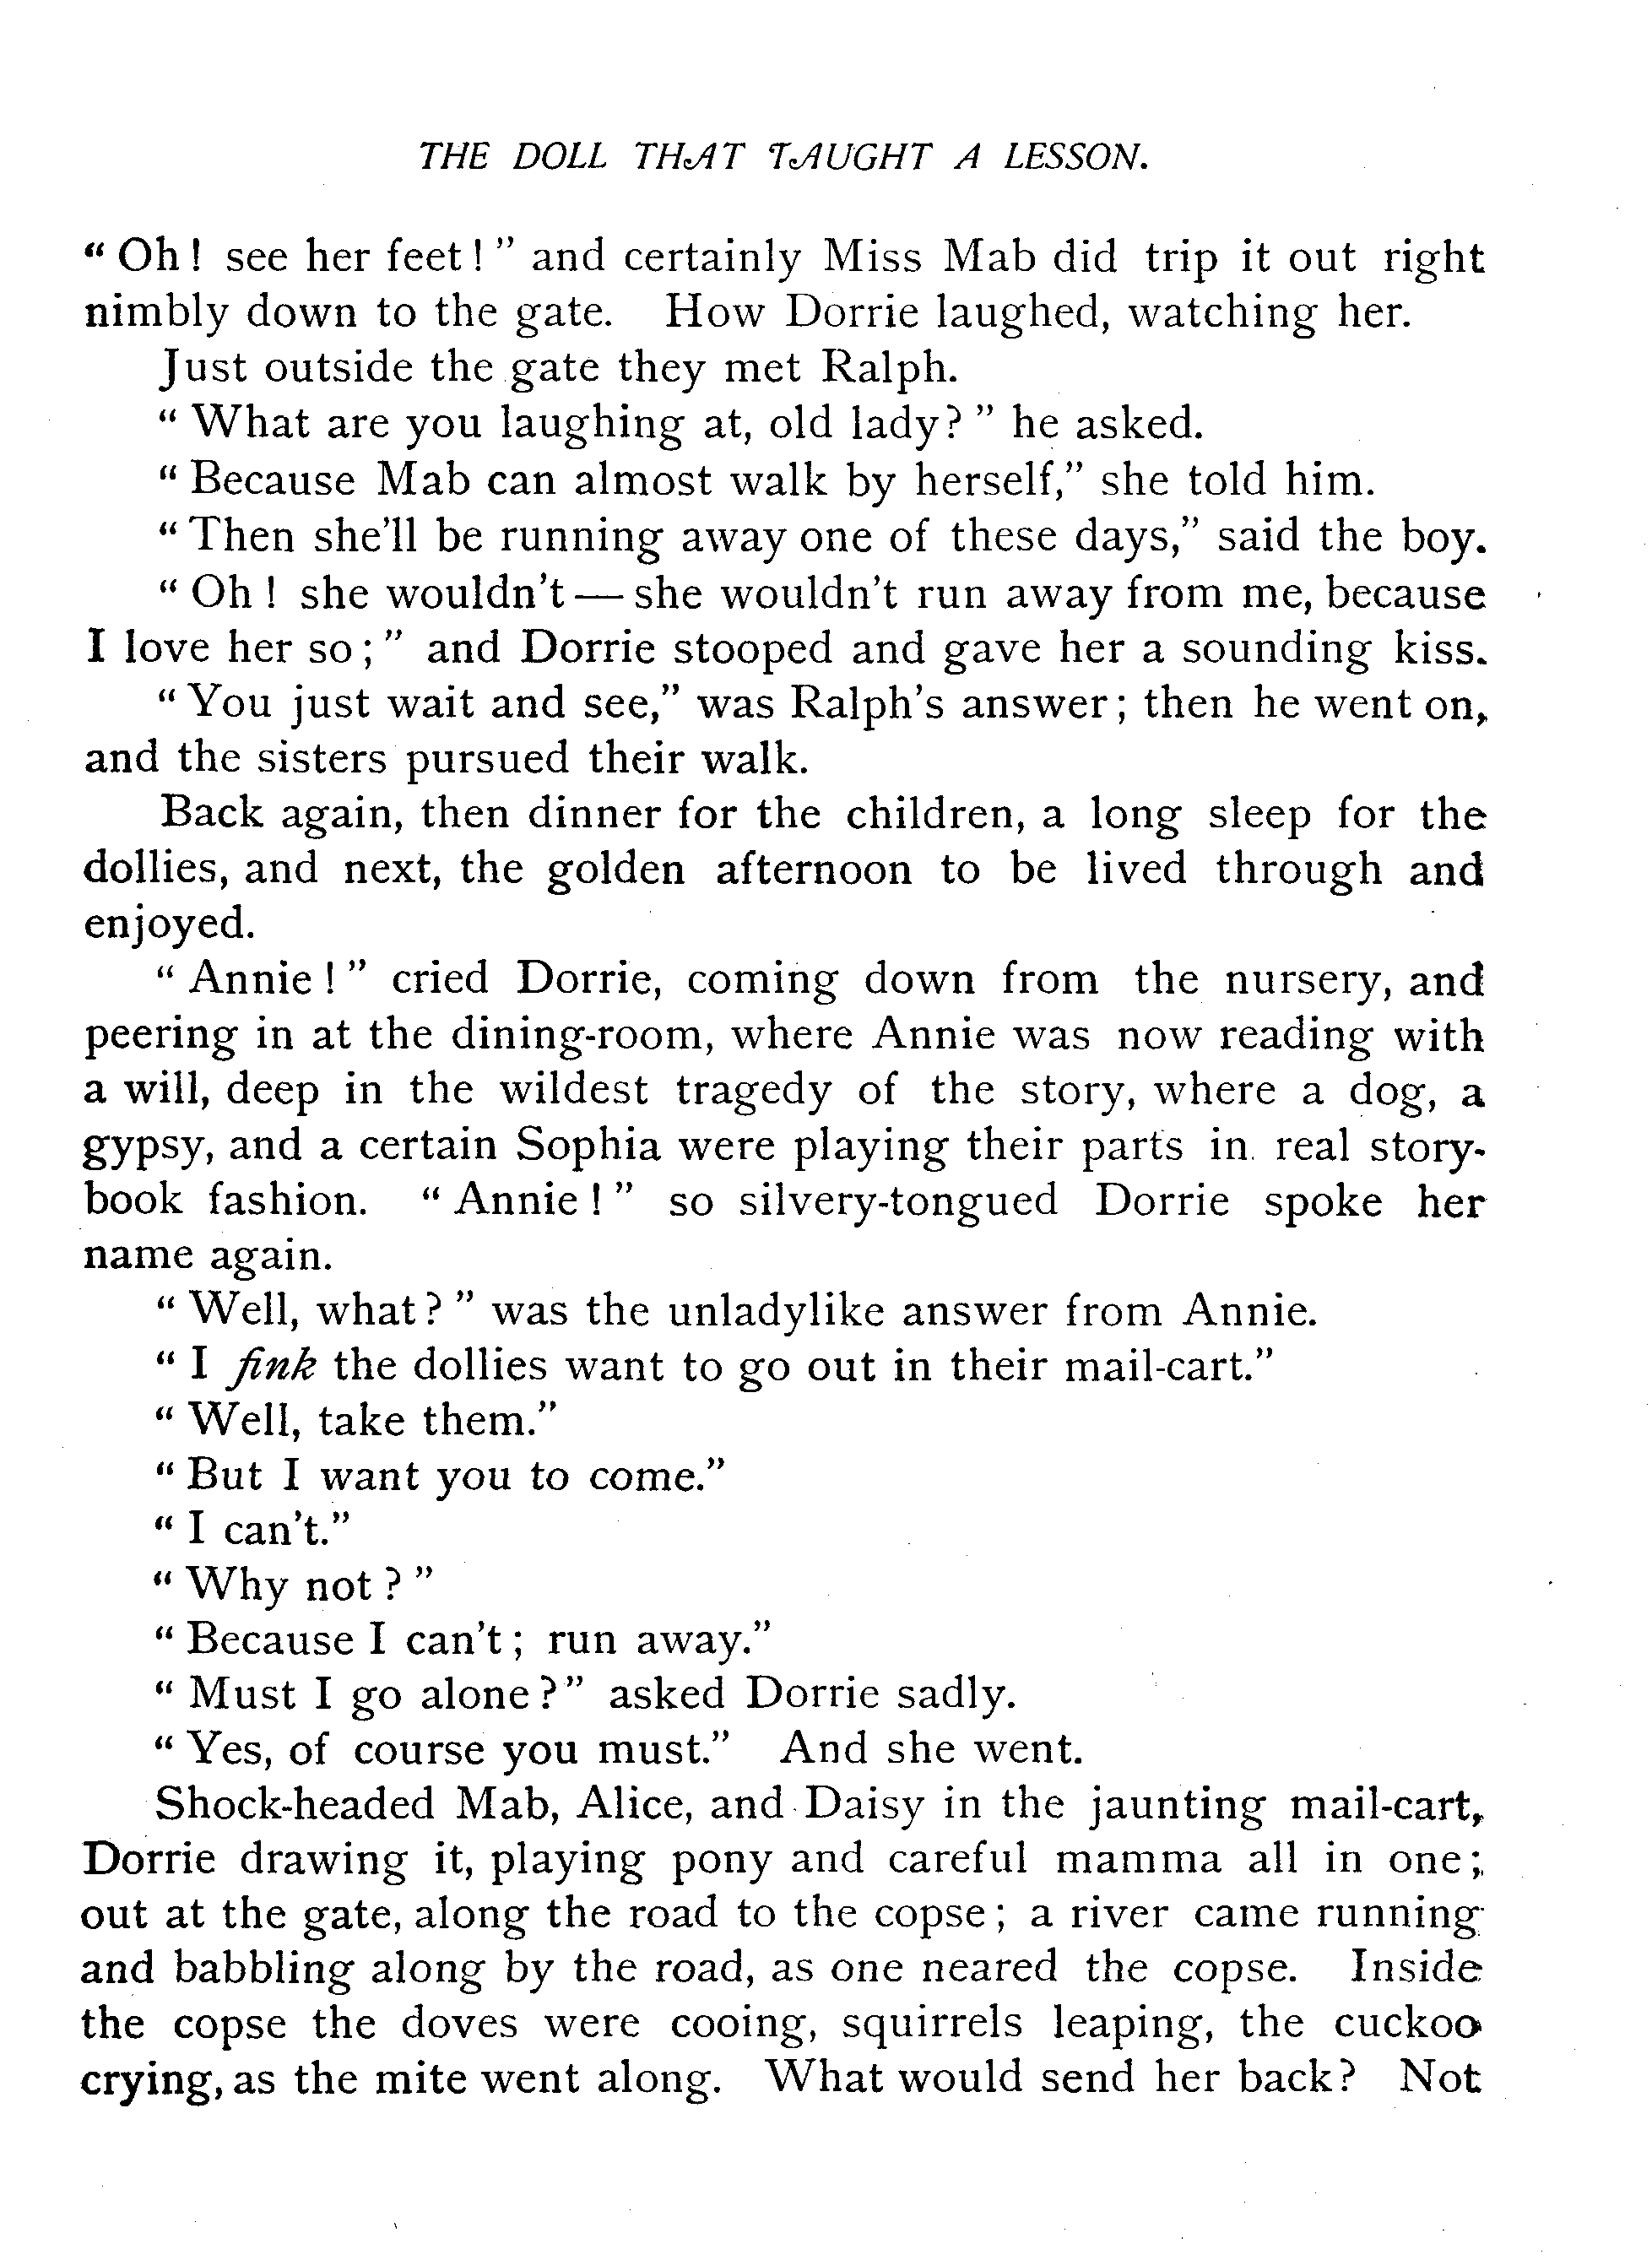 THE DOLL THAT TAUGHT A LESSON.
“ Oh ! see her feet ! ” and certainly Miss Mab did trip it out right
nimbly down to the gate. How Dorrie laughed, watching her.
Just outside the gate they met Ralph.
“ What are you laughing at, old lady? ” he asked.
“ Because Mab can almost walk by herself,” she told him.
“ Then she'll be running away one of these days,” said the boy.
“ Oh ! she wouldn't — she wouldn't run away from me, because
I love her so ; ” and Dorrie stooped and gave her a sounding kiss.
“ You just wait and see,” was Ralph's answer ; then he went on,
and the sisters pursued their walk.
Back again, then dinner for the children, a long sleep for the
dollies, and next, the golden afternoon to be lived through and
enjoyed.
“ Annie ! ” cried Dorrie, coming down from the nursery, and
peering in at the dining-room, where Annie was now reading with
a will, deep in the wildest tragedy of the story, where a dog, a
gypsy, and a certain Sophia were playing their parts in real story-
book fashion. “ Annie ! ” so silvery-tongued Dorrie spoke her
name again.
“ Well, what ? ” was the unladylike answer from Annie.
“ I fink the dollies want to go out in their mail-cart.”
“ Well, take them.”
“ But I want you to come.”
“ I can't.”
“ Why not ? ”
“ Because I can't ; run away.”
“ Must I go alone ? ” asked Dorrie sadly.
“ Yes, of course you must.” And she went.
Shock-headed Mab, Alice, and Daisy in the jaunting mail-cart,
Dorrie drawing it, playing pony and careful mamma all in one ;
out at the gate, along the road to the copse ; a river came running
and babbling along by the road, as one neared the copse. Inside
the copse the doves were cooing, squirrels leaping, the cuckoo
crying, as the mite went along. What would send her back? Not